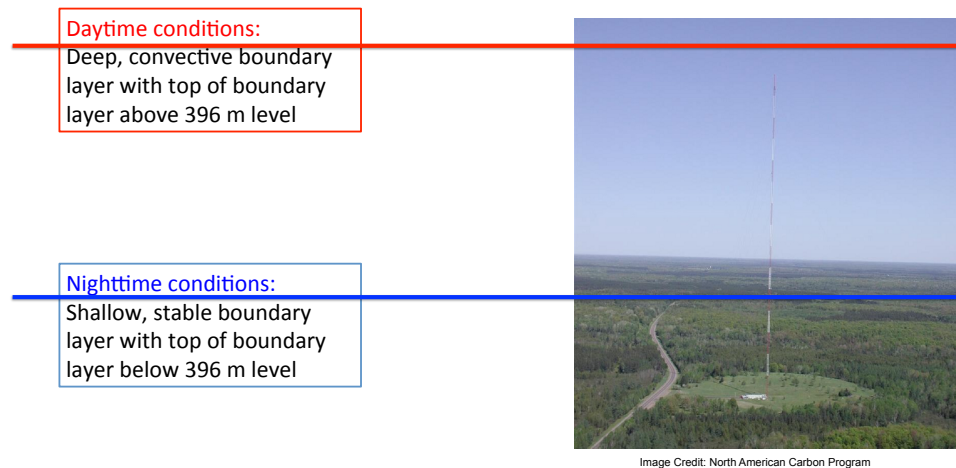 Daytime conditions:
Deep, convective boundary
layer with top of boundary
layer above 396 m level
Nighttime conditions:
Shallow, stable boundary
layer with top of boundary
layer below 396 m level
Image Credit: North American Carbon Program